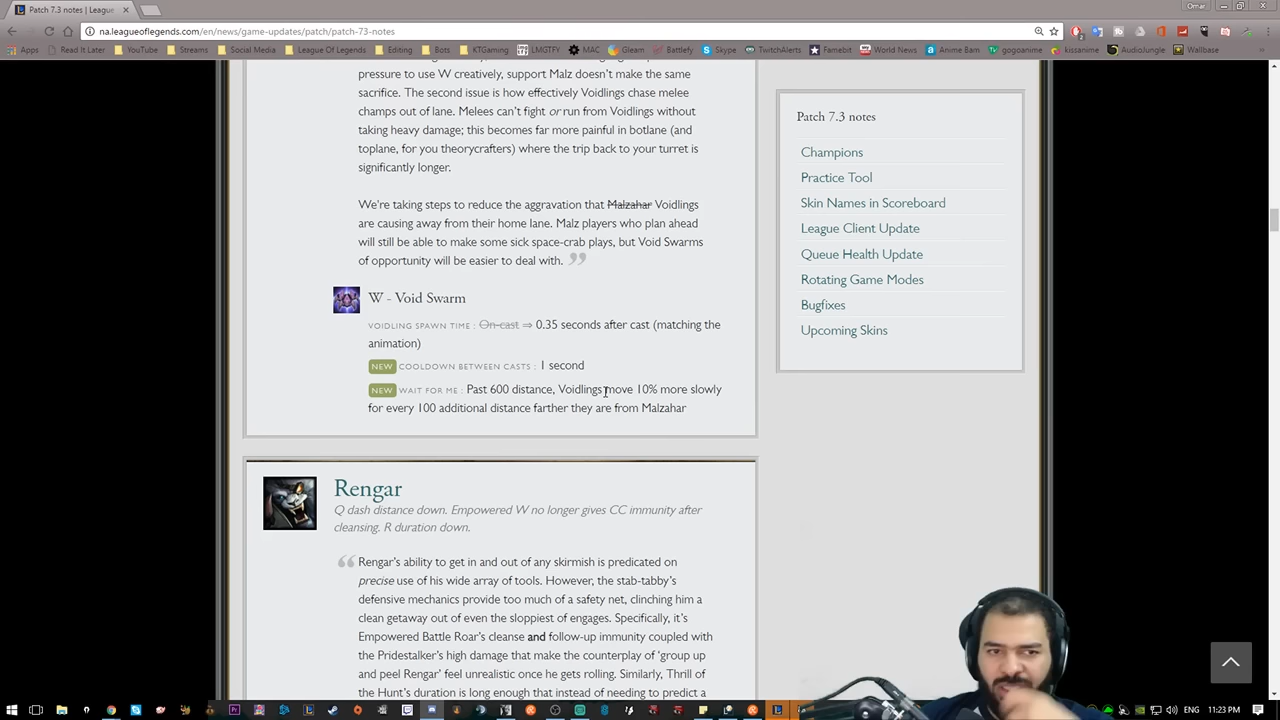 Patch 7.3 notes | League
Omar
na.leagueoflegends.com/en/news/game-updates/patch/patch-73-notes
Apps Read It Later YouTube Streams Social Media League Of Legends Editing Bots KTGaming LMGTFY MAC Gleam Battlefy Skype TwitchAlerts Famebit World News Anime Bam gogoanime kissanime AudioJungle Wallbase
pressure to use W creatively, support Malz doesn't make the same
sacrifice. The second issue is how effectively Voidlings chase melee
champs out of lane. Melees can't fight or run from Voidlings without
taking heavy damage; this becomes far more painful in botlane (and
toplane, for you theorycrafters) where the trip back to your turret is
significantly longer.
We're taking steps to reduce the aggravation that Malzahar Voidlings
are causing away from their home lane. Malz players who plan ahead
will still be able to make some sick space-crab plays, but Void Swarms
of opportunity will be easier to deal with.
W - Void Swarm
VOIDLING SPAWN TIME : On-cast ⇒ 0.35 seconds after cast (matching the
animation)
NEW COOLDOWN BETWEEN CASTS : 1 second
NEW WAIT FOR ME : Past 600 distance, Voidlings move 10% more slowly
for every 100 additional distance farther they are from Malzahar
Rengar
Q dash distance down. Empowered W no longer gives CC immunity after
cleansing. R duration down.
Rengar's ability to get in and out of any skirmish is predicated on
precise use of his wide array of tools. However, the stab-tabby's
defensive mechanics provide too much of a safety net, clinching him a
clean getaway out of even the sloppiest of engages. Specifically, it's
Empowered Battle Roar's cleanse and follow-up immunity coupled with
the Pridestalker's high damage that make the counterplay of 'group up
and peel Rengar' feel unrealistic once he gets rolling. Similarly, Thrill of
the Hunt's duration is long enough that instead of needing to predict a
Patch 7.3 notes
Champions
Practice Tool
Skin Names in Scoreboard
League Client Update
Queue Health Update
Rotating Game Modes
Bugfixes
Upcoming Skins
ENG 11:23 PM